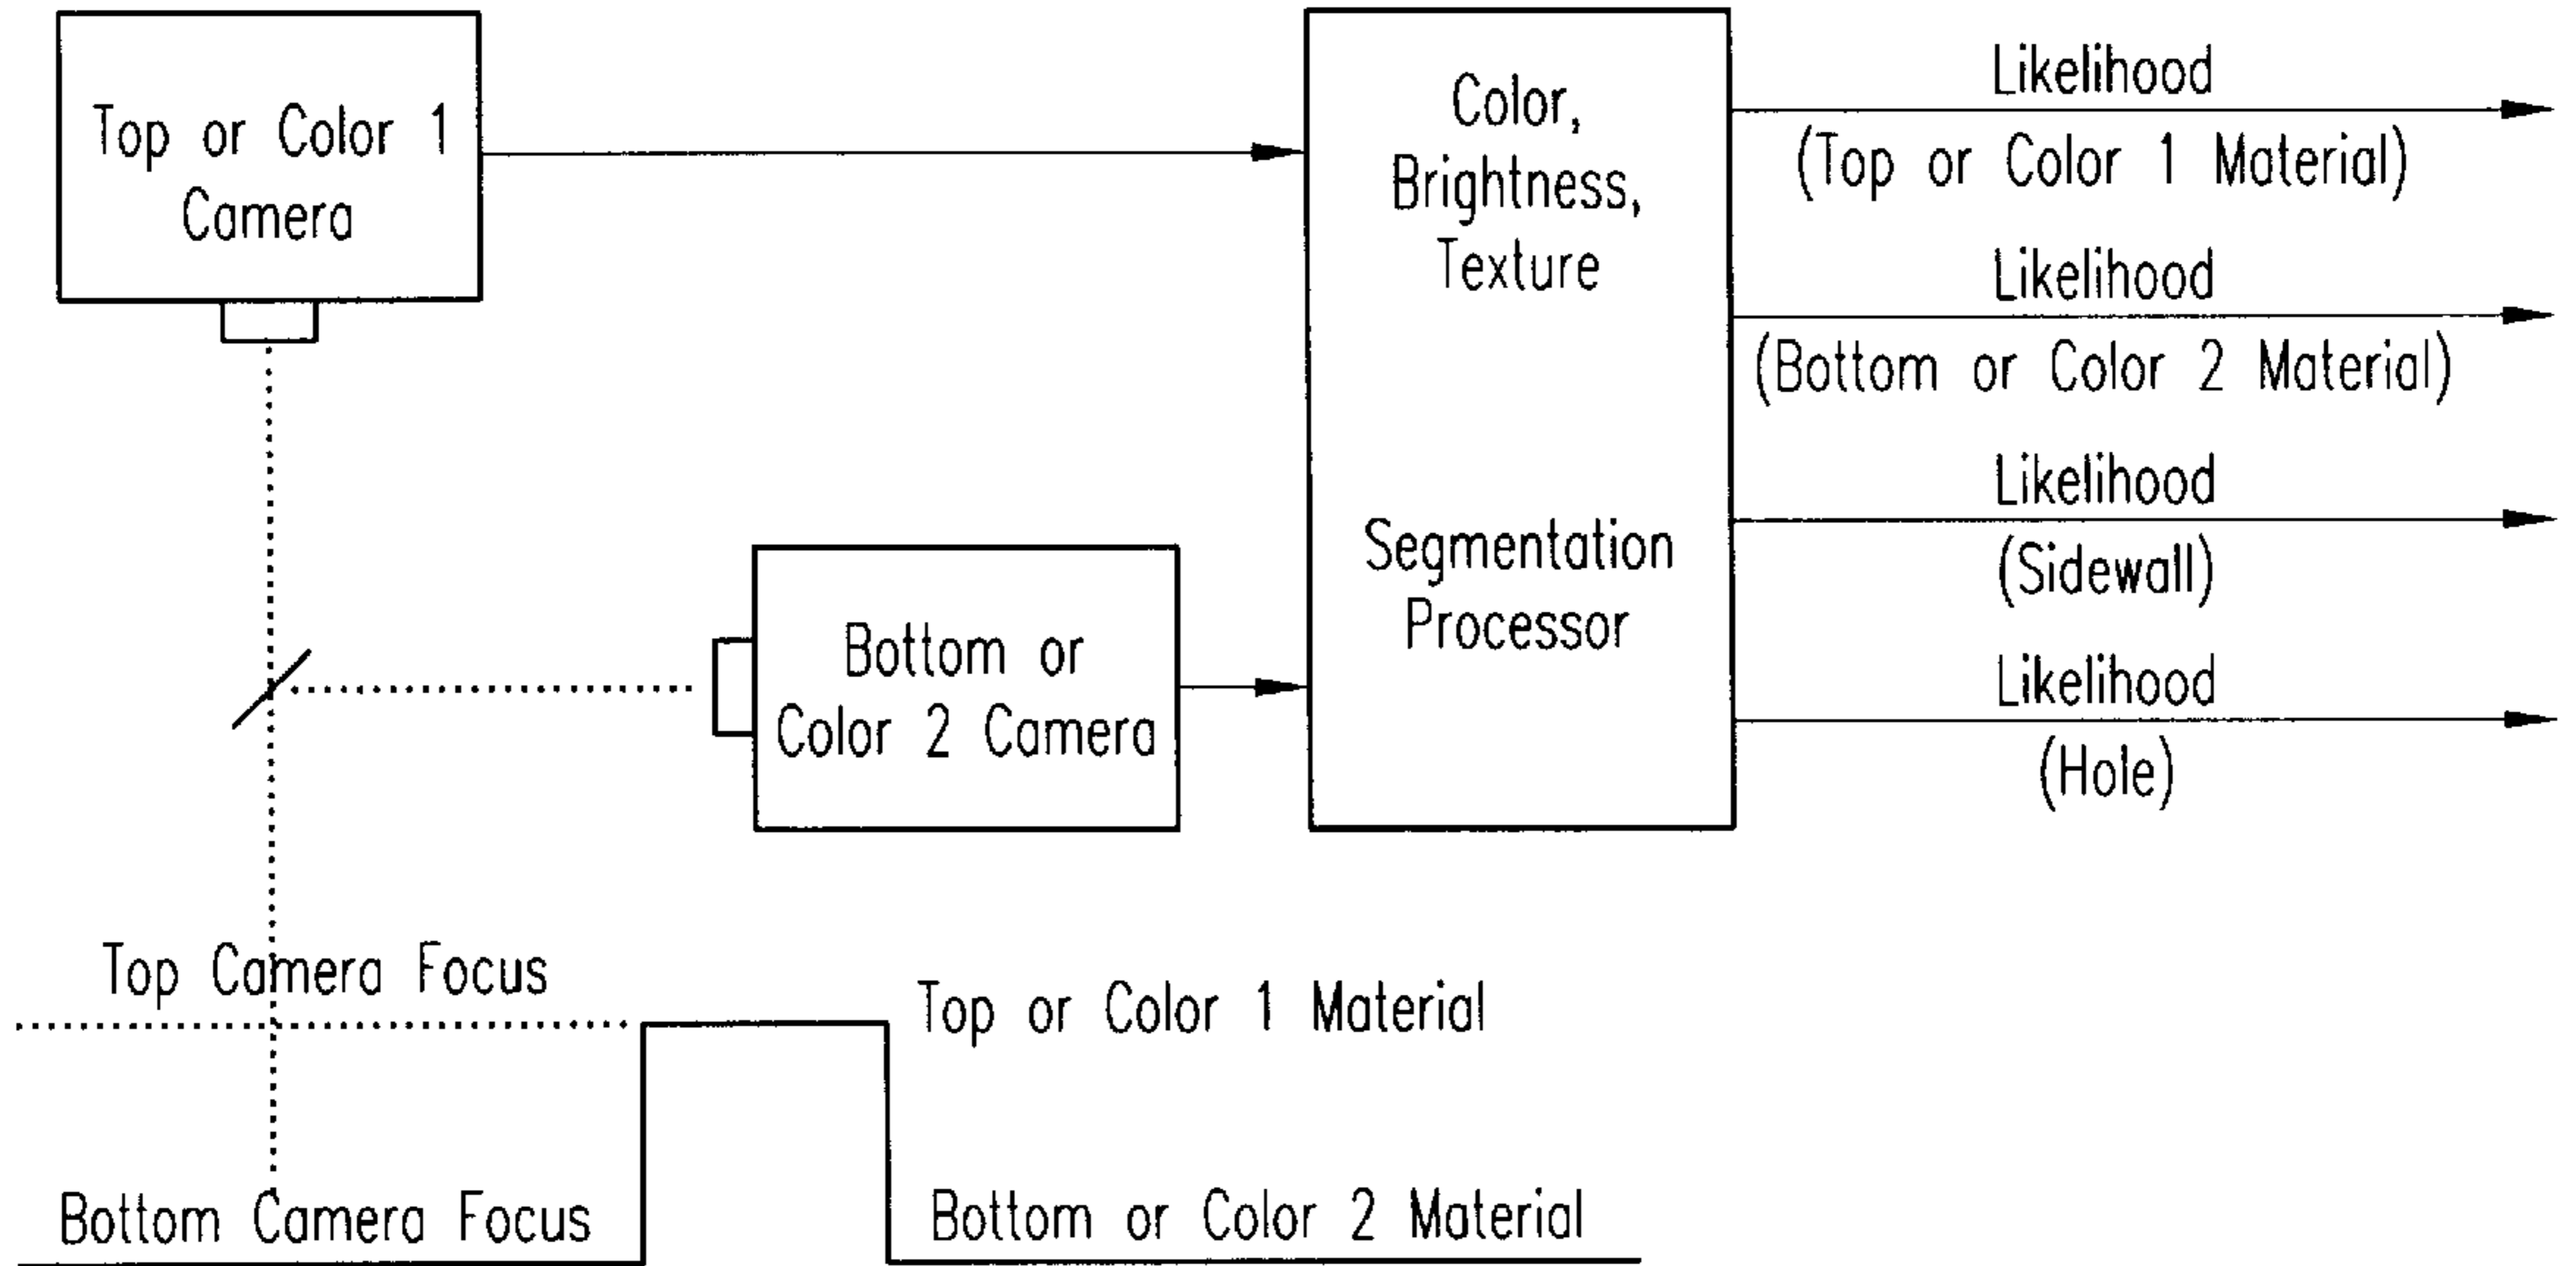 Top or Color 1
Camera
Color,
Brightness,
Texture
Segmentation
Processor
Likelihood
(Top or Color 1 Material)
Likelihood
(Bottom or Color 2 Material)
Likelihood
(Sidewall)
Likelihood
(Hole)
Bottom or
Color 2 Camera
Top Camera Focus
Top or Color 1 Material
Bottom Camera Focus
Bottom or Color 2 Material